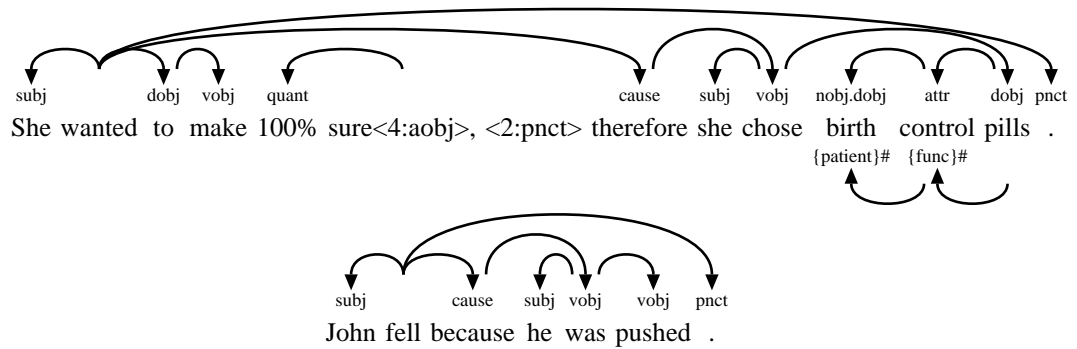 subj dobj vobj quant cause subj vobj nobj.dobj attr dobj pnct
She wanted to make 100% sure<4:aobj>, <2:pnct> therefore she chose birth control pills .
{patient}# {func}#
subj cause subj vobj vobj pnct
John fell because he was pushed .